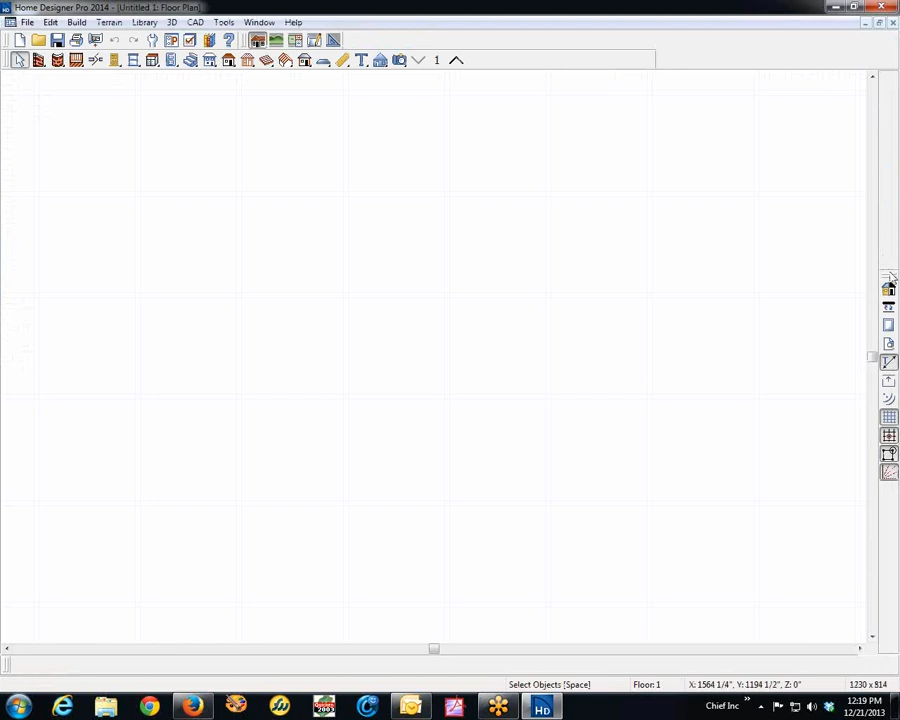 Home Designer Pro 2014 - [Untitled 1: Floor Plan]
File Edit Build Terrain Library 3D CAD Tools Window Help
1
Select Objects [Space] Floor: 1 X: 1564 1/4", Y: 1194 1/2", Z: 0" 1230 x 814
Chief Inc
12:19 PM
12/21/2013